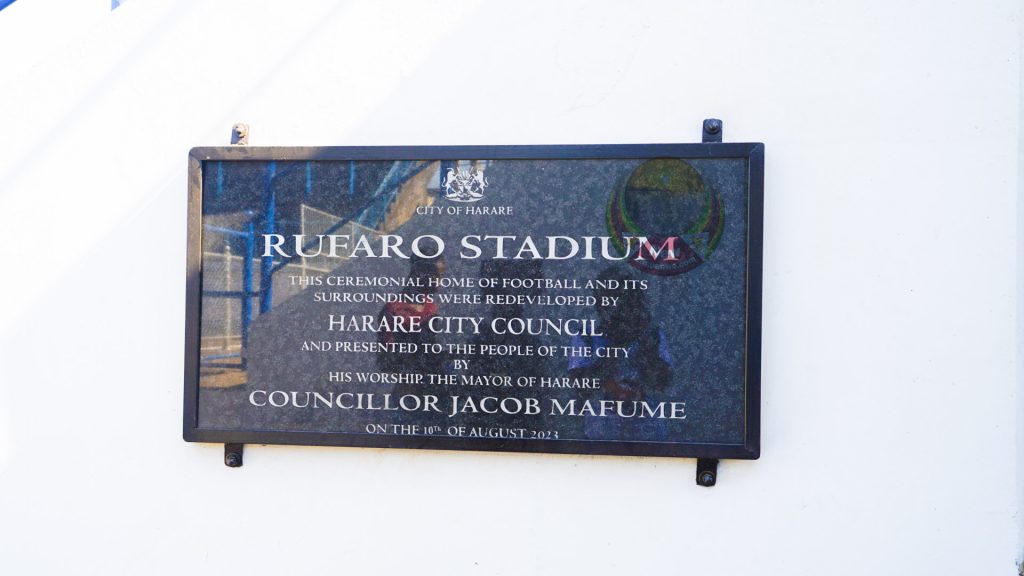 CITY OF HARARE
RUFARO STADIUM
THIS CEREMONIAL HOME OF FOOTBALL AND ITS
SURROUNDINGS WERE REDEVELOPED BY
HARARE CITY COUNCIL
AND PRESENTED TO THE PEOPLE OF THE CITY
BY
HIS WORSHIP. THE MAYOR OF HARARE
COUNCILLOR JACOB MAFUME
ON THE 10TH OF AUGUST 2023